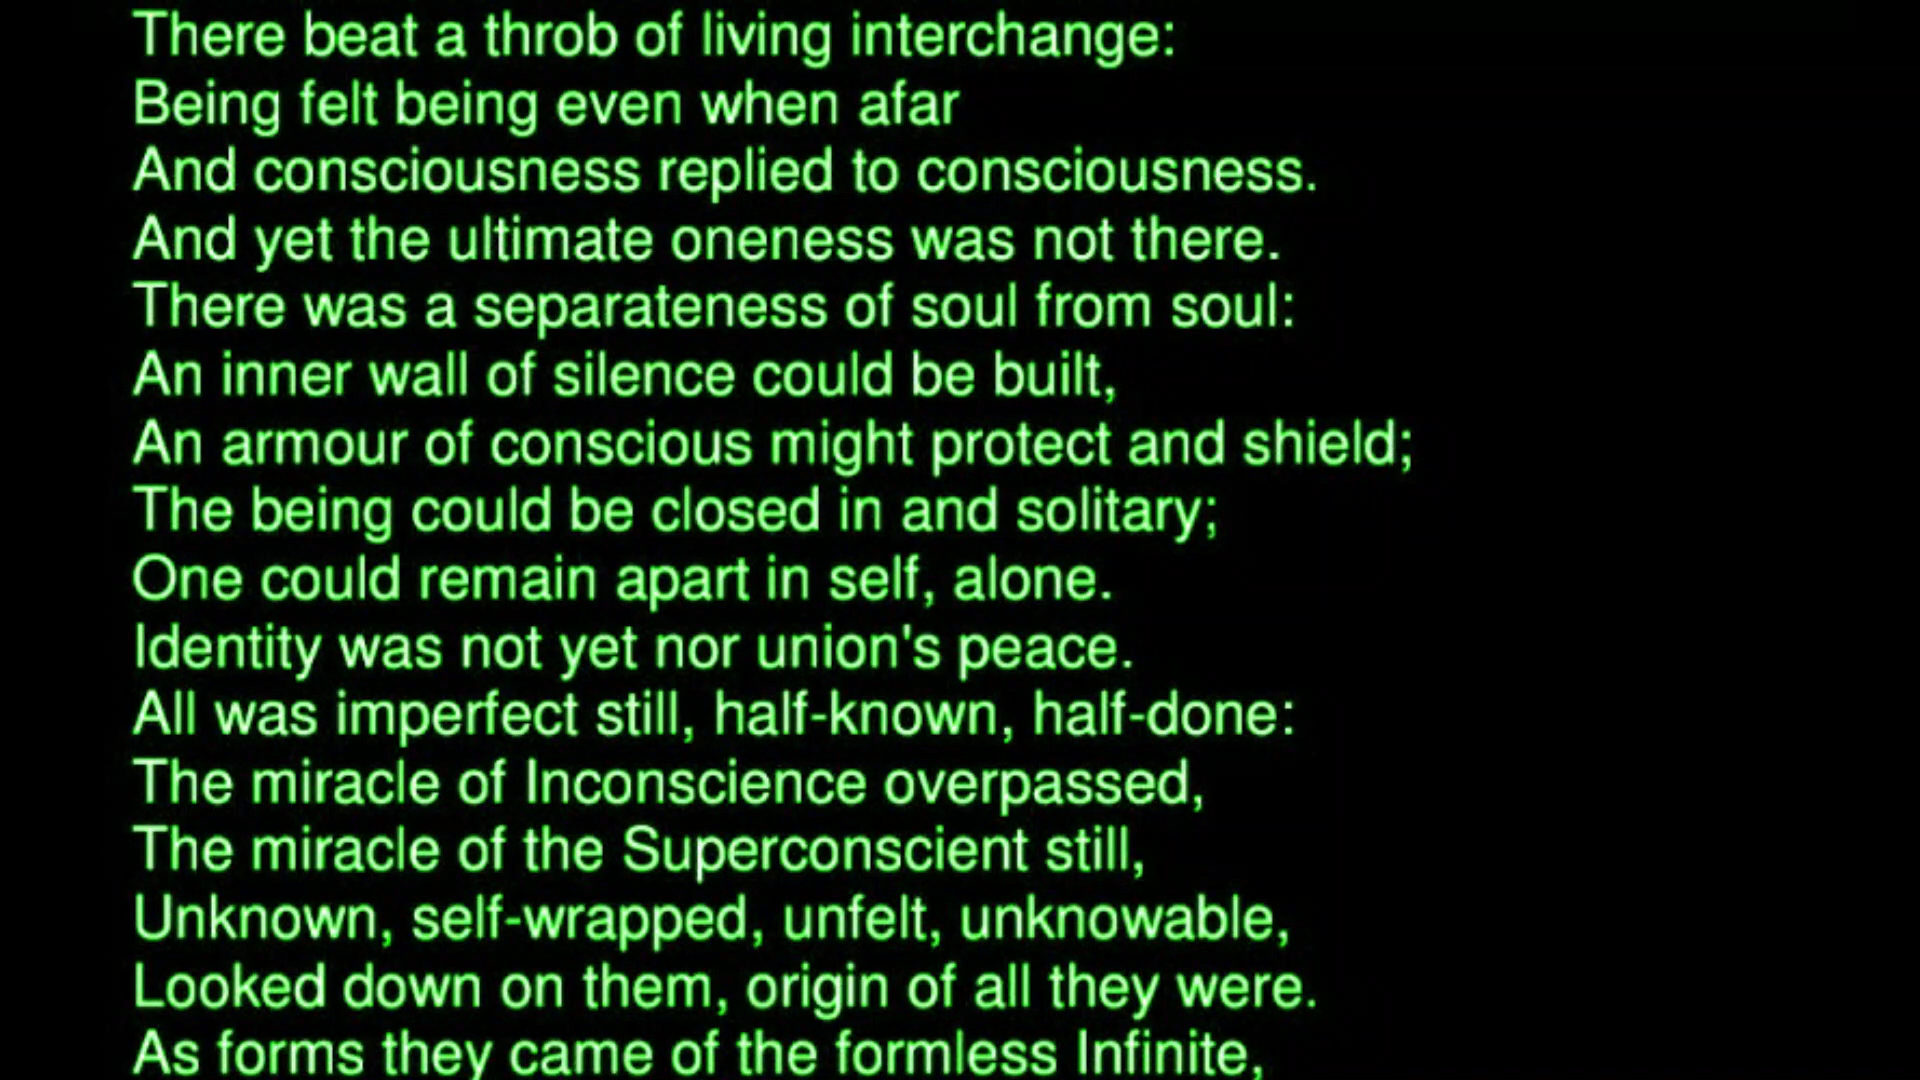 There beat a throb of living interchange:
Being felt being even when afar
And consciousness replied to consciousness.
And yet the ultimate oneness was not there.
There was a separateness of soul from soul:
An inner wall of silence could be built,
An armour of conscious might protect and shield;
The being could be closed in and solitary;
One could remain apart in self, alone.
Identity was not yet nor union's peace.
All was imperfect still, half-known, half-done:
The miracle of Inconscience overpassed,
The miracle of the Superconscient still,
Unknown, self-wrapped, unfelt, unknowable,
Looked down on them, origin of all they were.
As forms they came of the formless Infinite,